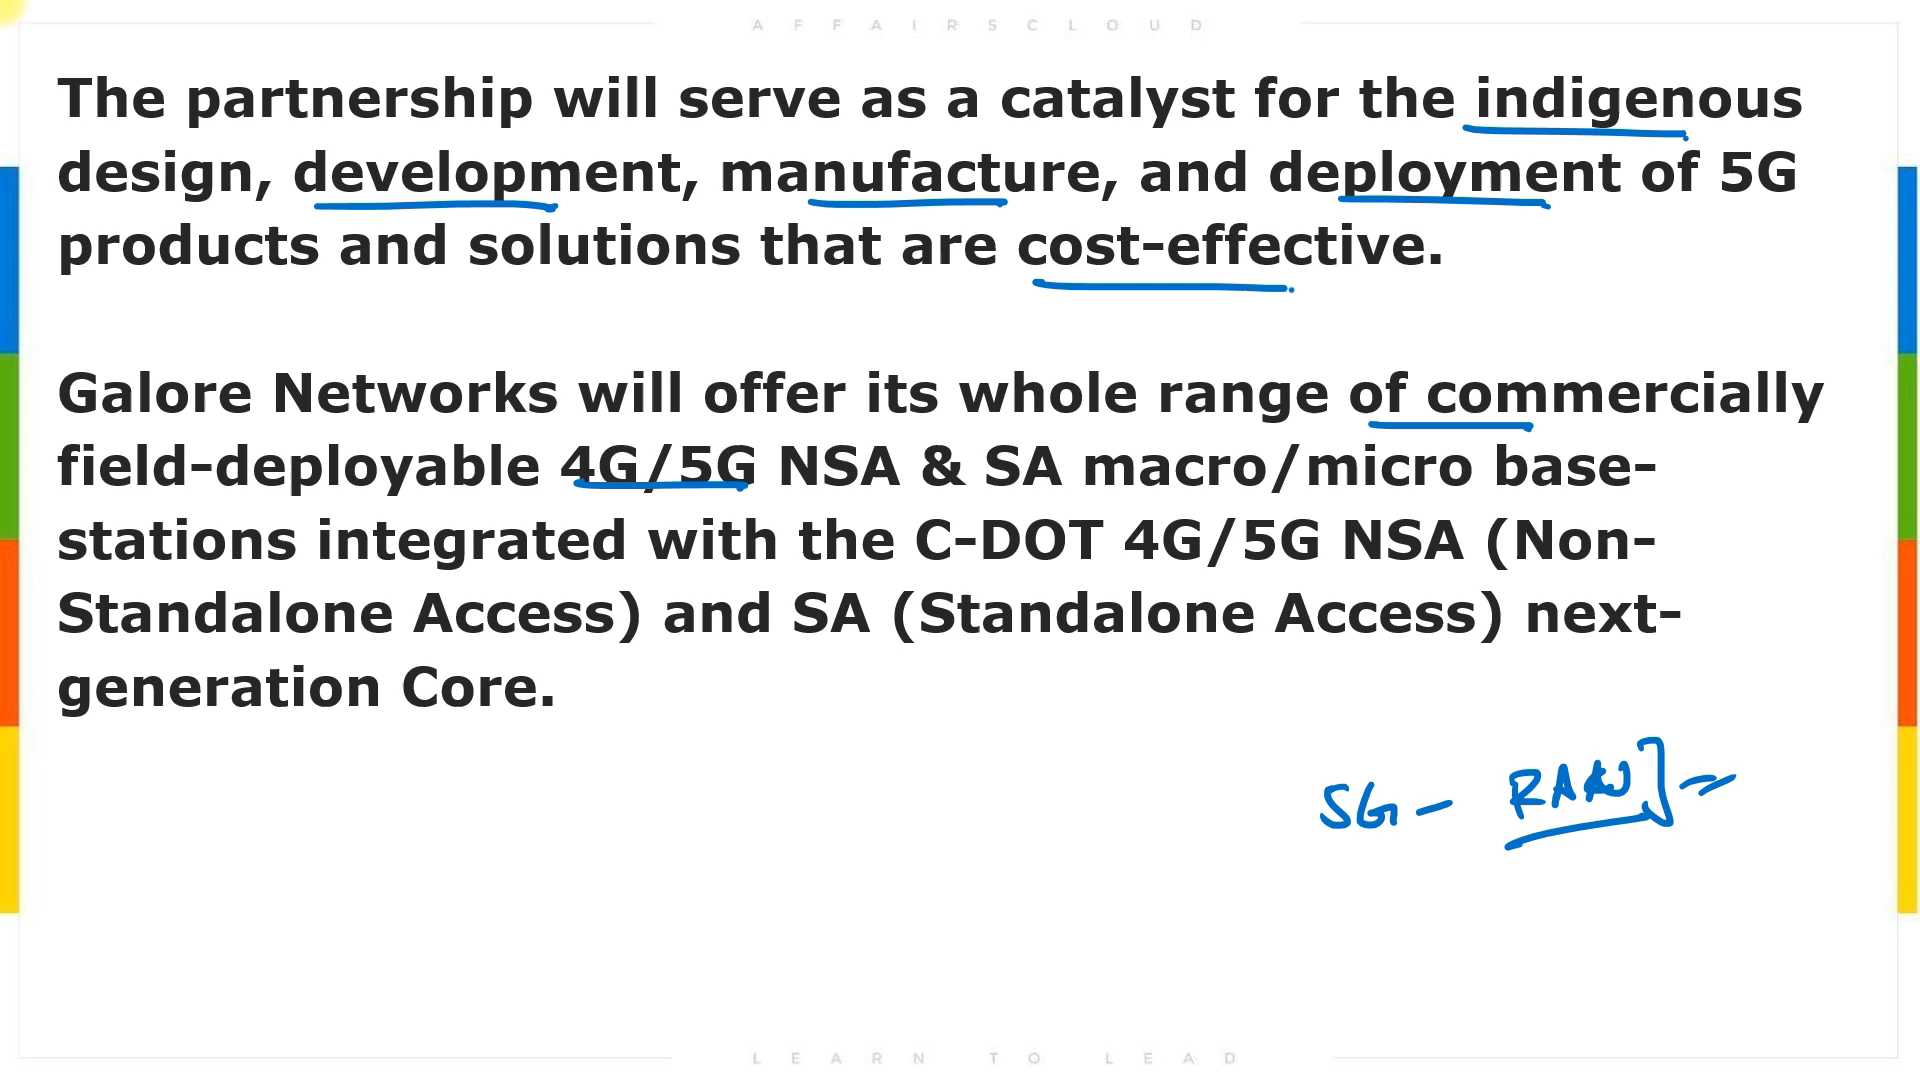 AFFAIRSCLOUD
The partnership will serve as a catalyst for the indigenous
design, development, manufacture, and deployment of 5G
products and solutions that are cost-effective.
Galore Networks will offer its whole range of commercially
field-deployable 4G/5G NSA & SA macro/micro base-
stations integrated with the C-DOT 4G/5G NSA (Non-
Standalone Access) and SA (Standalone Access) next-
generation Core.
5G - RAN]
LEARN TO LEAD